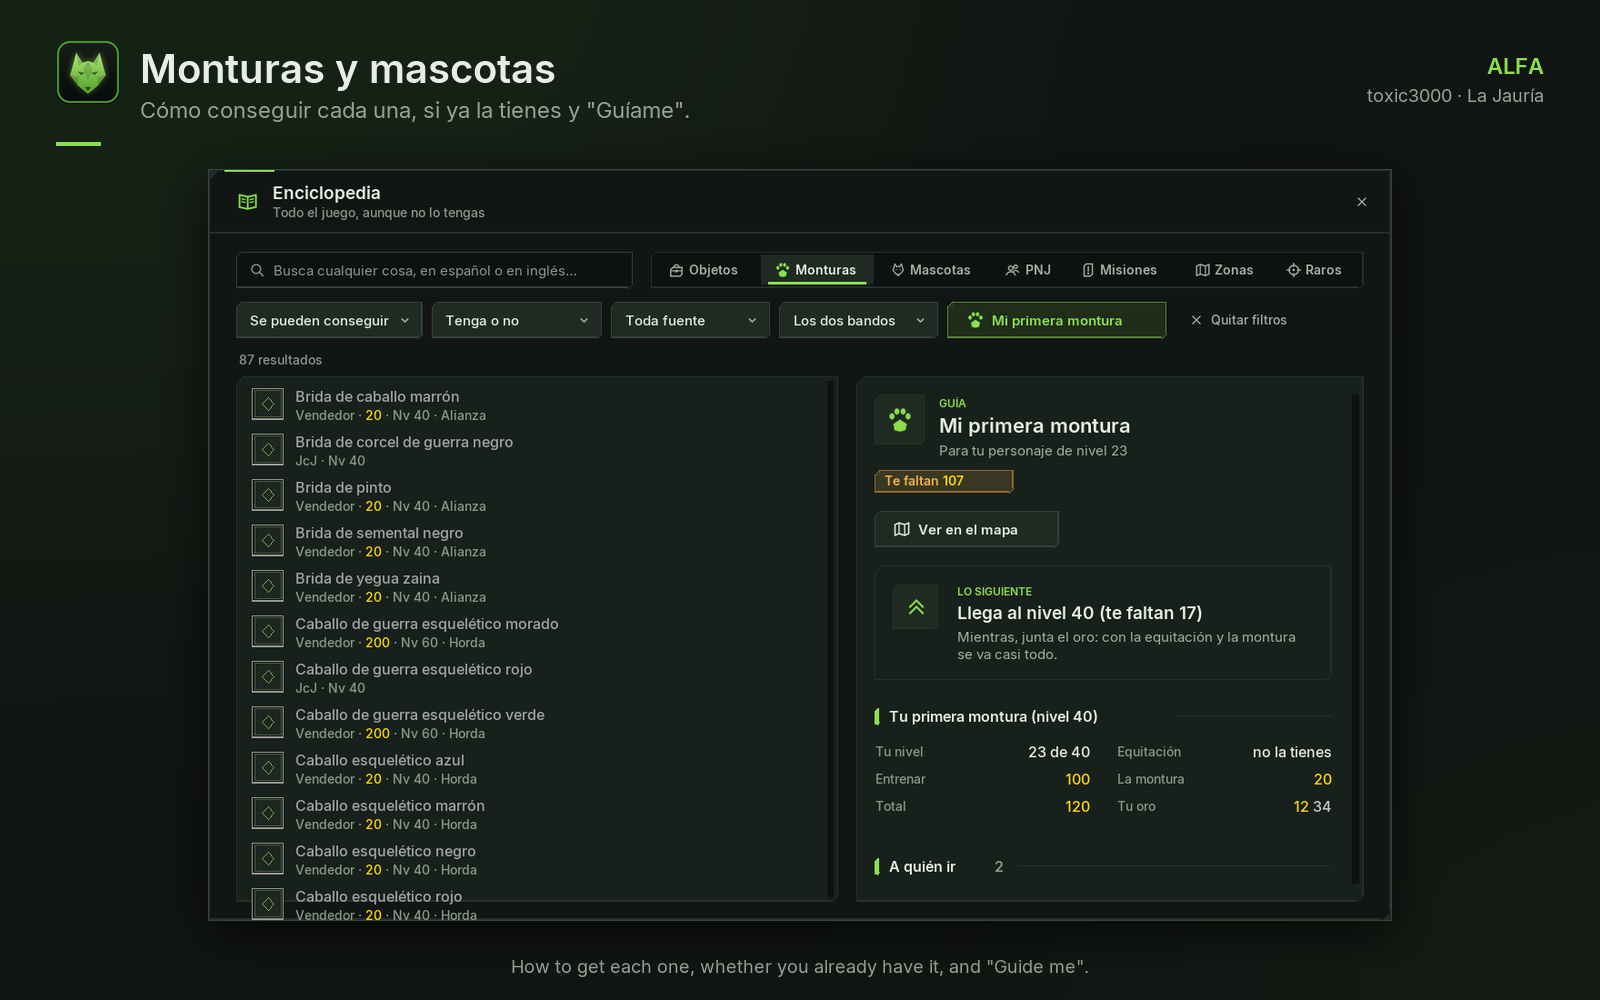 Monturas y mascotas
Cómo conseguir cada una, si ya la tienes y "Guíame".
ALFA
toxic3000 · La Jauría
Enciclopedia
Todo el juego, aunque no lo tengas
Busca cualquier cosa, en español o en inglés...
Objetos
Monturas
Mascotas
PNJ
Misiones
Zonas
Raros
Se pueden conseguir
Tenga o no
Toda fuente
Los dos bandos
Mi primera montura
Quitar filtros
87 resultados
Brida de caballo marrón
Vendedor · 20 · Nv 40 · Alianza
Brida de corcel de guerra negro
JcJ · Nv 40
Brida de pinto
Vendedor · 20 · Nv 40 · Alianza
Brida de semental negro
Vendedor · 20 · Nv 40 · Alianza
Brida de yegua zaina
Vendedor · 20 · Nv 40 · Alianza
Caballo de guerra esquelético morado
Vendedor · 200 · Nv 60 · Horda
Caballo de guerra esquelético rojo
JcJ · Nv 40
Caballo de guerra esquelético verde
Vendedor · 200 · Nv 60 · Horda
Caballo esquelético azul
Vendedor · 20 · Nv 40 · Horda
Caballo esquelético marrón
Vendedor · 20 · Nv 40 · Horda
Caballo esquelético negro
Vendedor · 20 · Nv 40 · Horda
Caballo esquelético rojo
Vendedor · 20 · Nv 40 · Horda
GUÍA
Mi primera montura
Para tu personaje de nivel 23
Te faltan 107
Ver en el mapa
LO SIGUIENTE
Llega al nivel 40 (te faltan 17)
Mientras, junta el oro: con la equitación y la montura
se va casi todo.
Tu primera montura (nivel 40)
Tu nivel 23 de 40
Equitación no la tienes
Entrenar 100
La montura 20
Total 120
Tu oro 12 34
A quién ir 2
How to get each one, whether you already have it, and "Guide me".